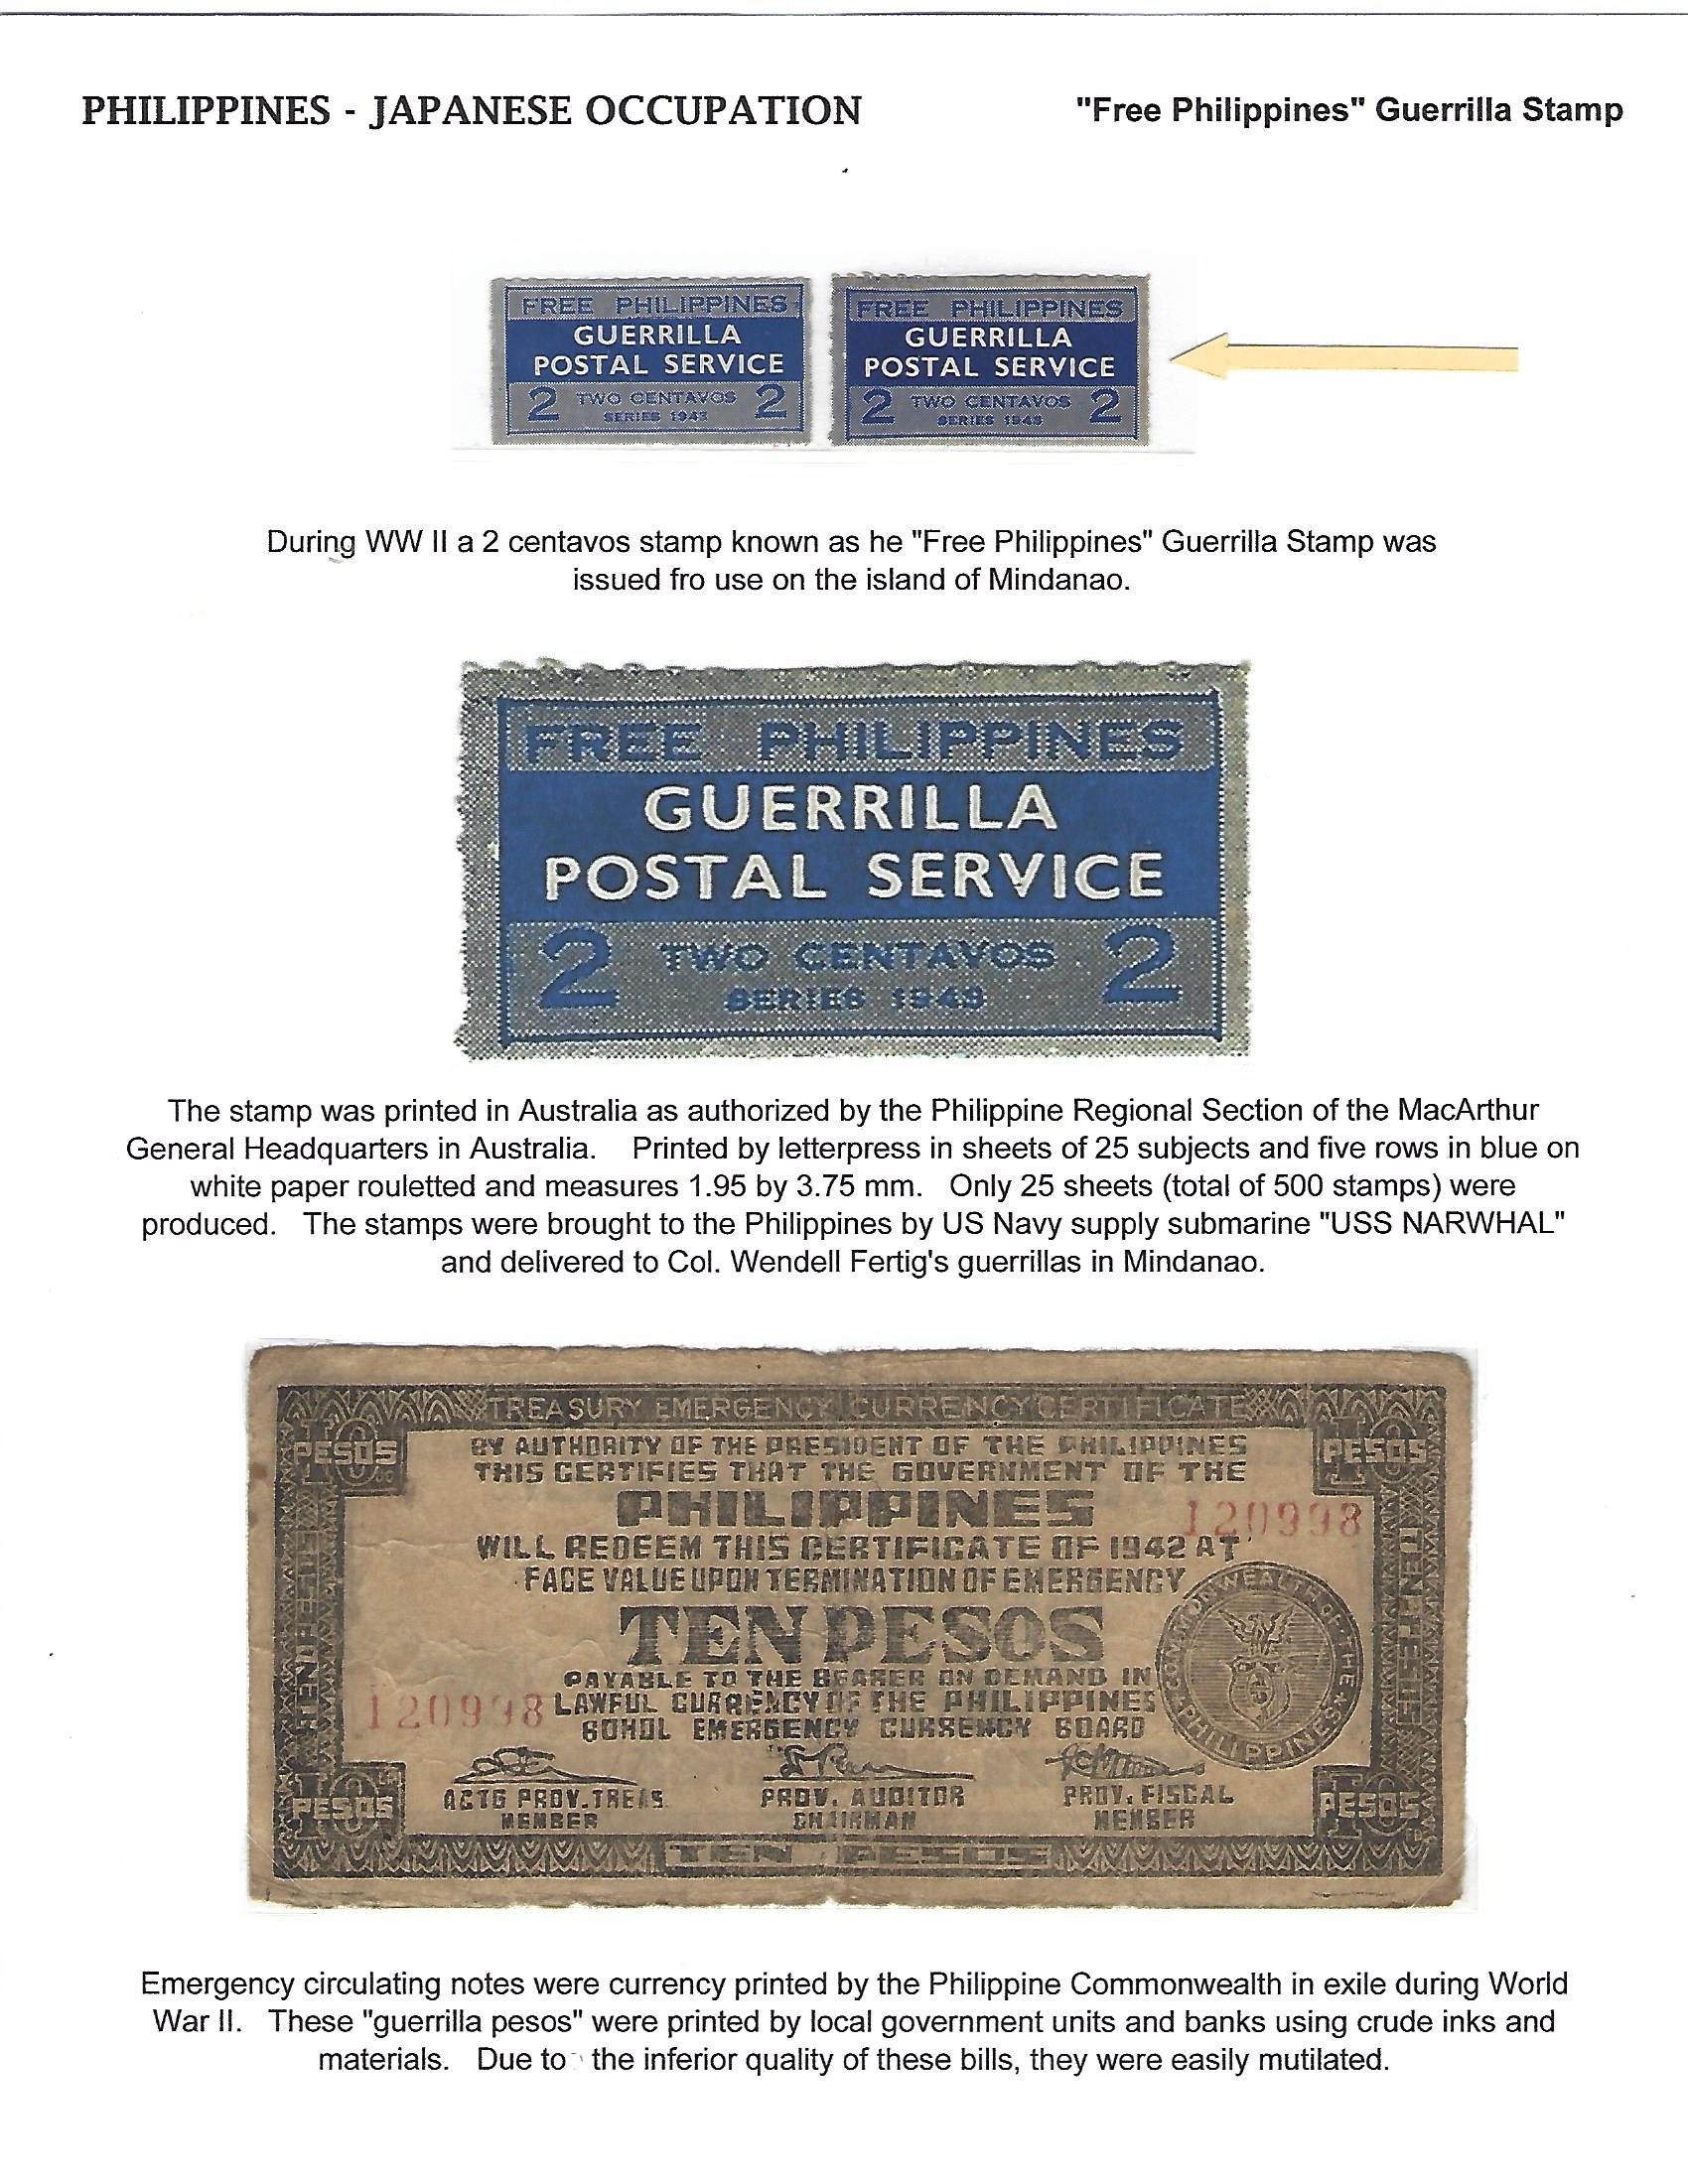 PHILIPPINES - JAPANESE OCCUPATION
"Free Philippines" Guerrilla Stamp
FREE PHILIPPINES
GUERRILLA
POSTAL SERVICE
2 TWO CENTAVOS 2
SERIES 1943
FREE PHILIPPINES
GUERRILLA
POSTAL SERVICE
2 TWO CENTAVOS 2
SERIES 1943
During WW II a 2 centavos stamp known as he "Free Philippines" Guerrilla Stamp was
issued fro use on the island of Mindanao.
FREE PHILIPPINES
GUERRILLA
POSTAL SERVICE
2 TWO CENTAVOS 2
SERIES 1943
The stamp was printed in Australia as authorized by the Philippine Regional Section of the MacArthur
General Headquarters in Australia. Printed by letterpress in sheets of 25 subjects and five rows in blue on
white paper rouletted and measures 1.95 by 3.75 mm. Only 25 sheets (total of 500 stamps) were
produced. The stamps were brought to the Philippines by US Navy supply submarine "USS NARWHAL"
and delivered to Col. Wendell Fertig's guerrillas in Mindanao.
TREASURY EMERGENCY CURRENCY CERTIFICATE
10 PESOS
10 PESOS
BY AUTHORITY OF THE PRESIDENT OF THE PHILIPPINES
THIS CERTIFIES THAT THE GOVERNMENT OF THE
PHILIPPINES
120998
WILL REDEEM THIS CERTIFICATE OF 1942 AT
FACE VALUE UPON TERMINATION OF EMERGENCY
TEN PESOS
PAYABLE TO THE BEARER ON DEMAND IN
LAWFUL CURRENCY OF THE PHILIPPINES
120998
BOHOL EMERGENCY CURRENCY BOARD
COMMONWEALTH OF THE PHILIPPINES
TEN PESOS
TEN PESOS
ACTG PROV. TREAS.
MEMBER
PROV. AUDITOR
CHAIRMAN
PROV. FISCAL
MEMBER
10 PESOS
10 PESOS
TEN PESOS
Emergency circulating notes were currency printed by the Philippine Commonwealth in exile during World
War II. These "guerrilla pesos" were printed by local government units and banks using crude inks and
materials. Due to the inferior quality of these bills, they were easily mutilated.